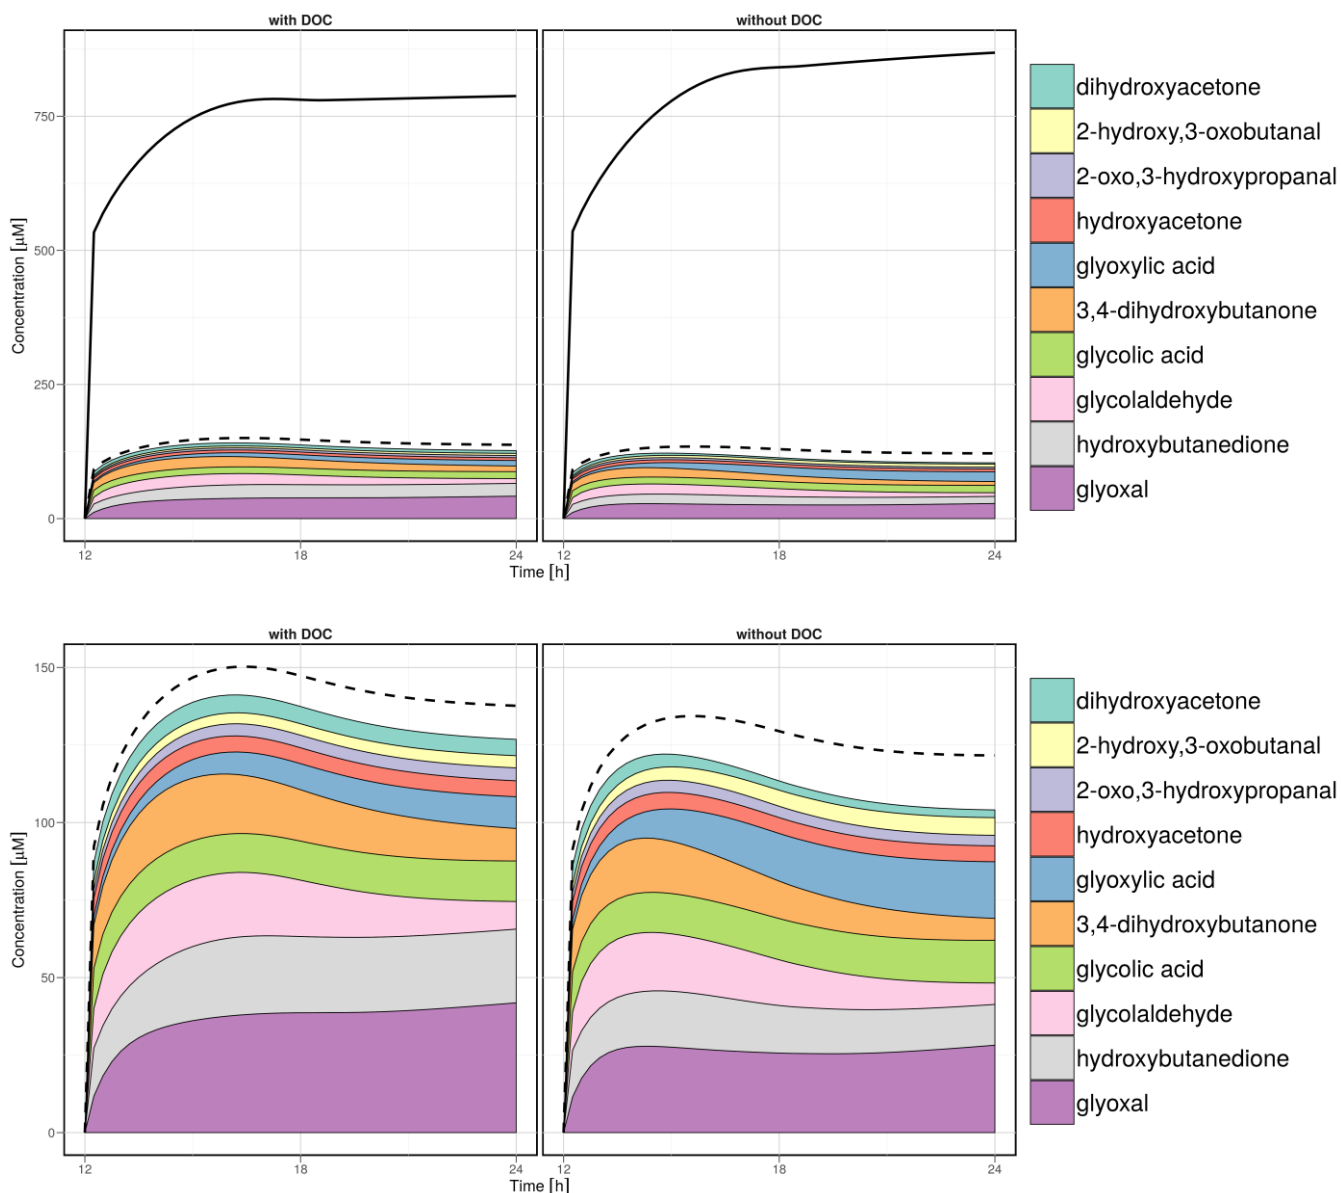 with DOC
without DOC
Concentration [µM]
750
500
250
0
12
18
24
12
18
24
Time [h]
dihydroxyacetone
2-hydroxy,3-oxobutanal
2-oxo,3-hydroxypropanal
hydroxyacetone
glyoxylic acid
3,4-dihydroxybutanone
glycolic acid
glycolaldehyde
hydroxybutanedione
glyoxal
with DOC
without DOC
Concentration [µM]
150
100
50
0
12
18
24
12
18
24
Time [h]
dihydroxyacetone
2-hydroxy,3-oxobutanal
2-oxo,3-hydroxypropanal
hydroxyacetone
glyoxylic acid
3,4-dihydroxybutanone
glycolic acid
glycolaldehyde
hydroxybutanedione
glyoxal